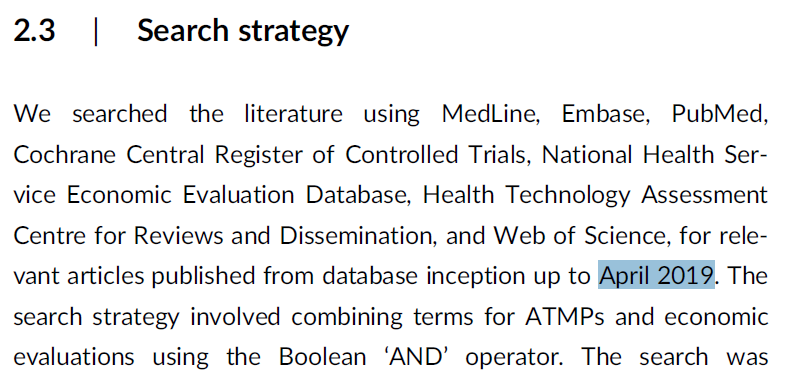 2.3 | Search strategy
We searched the literature using MedLine, Embase, PubMed,
Cochrane Central Register of Controlled Trials, National Health Ser-
vice Economic Evaluation Database, Health Technology Assessment
Centre for Reviews and Dissemination, and Web of Science, for rele-
vant articles published from database inception up to April 2019. The
search strategy involved combining terms for ATMPs and economic
evaluations using the Boolean ‘AND’ operator. The search was